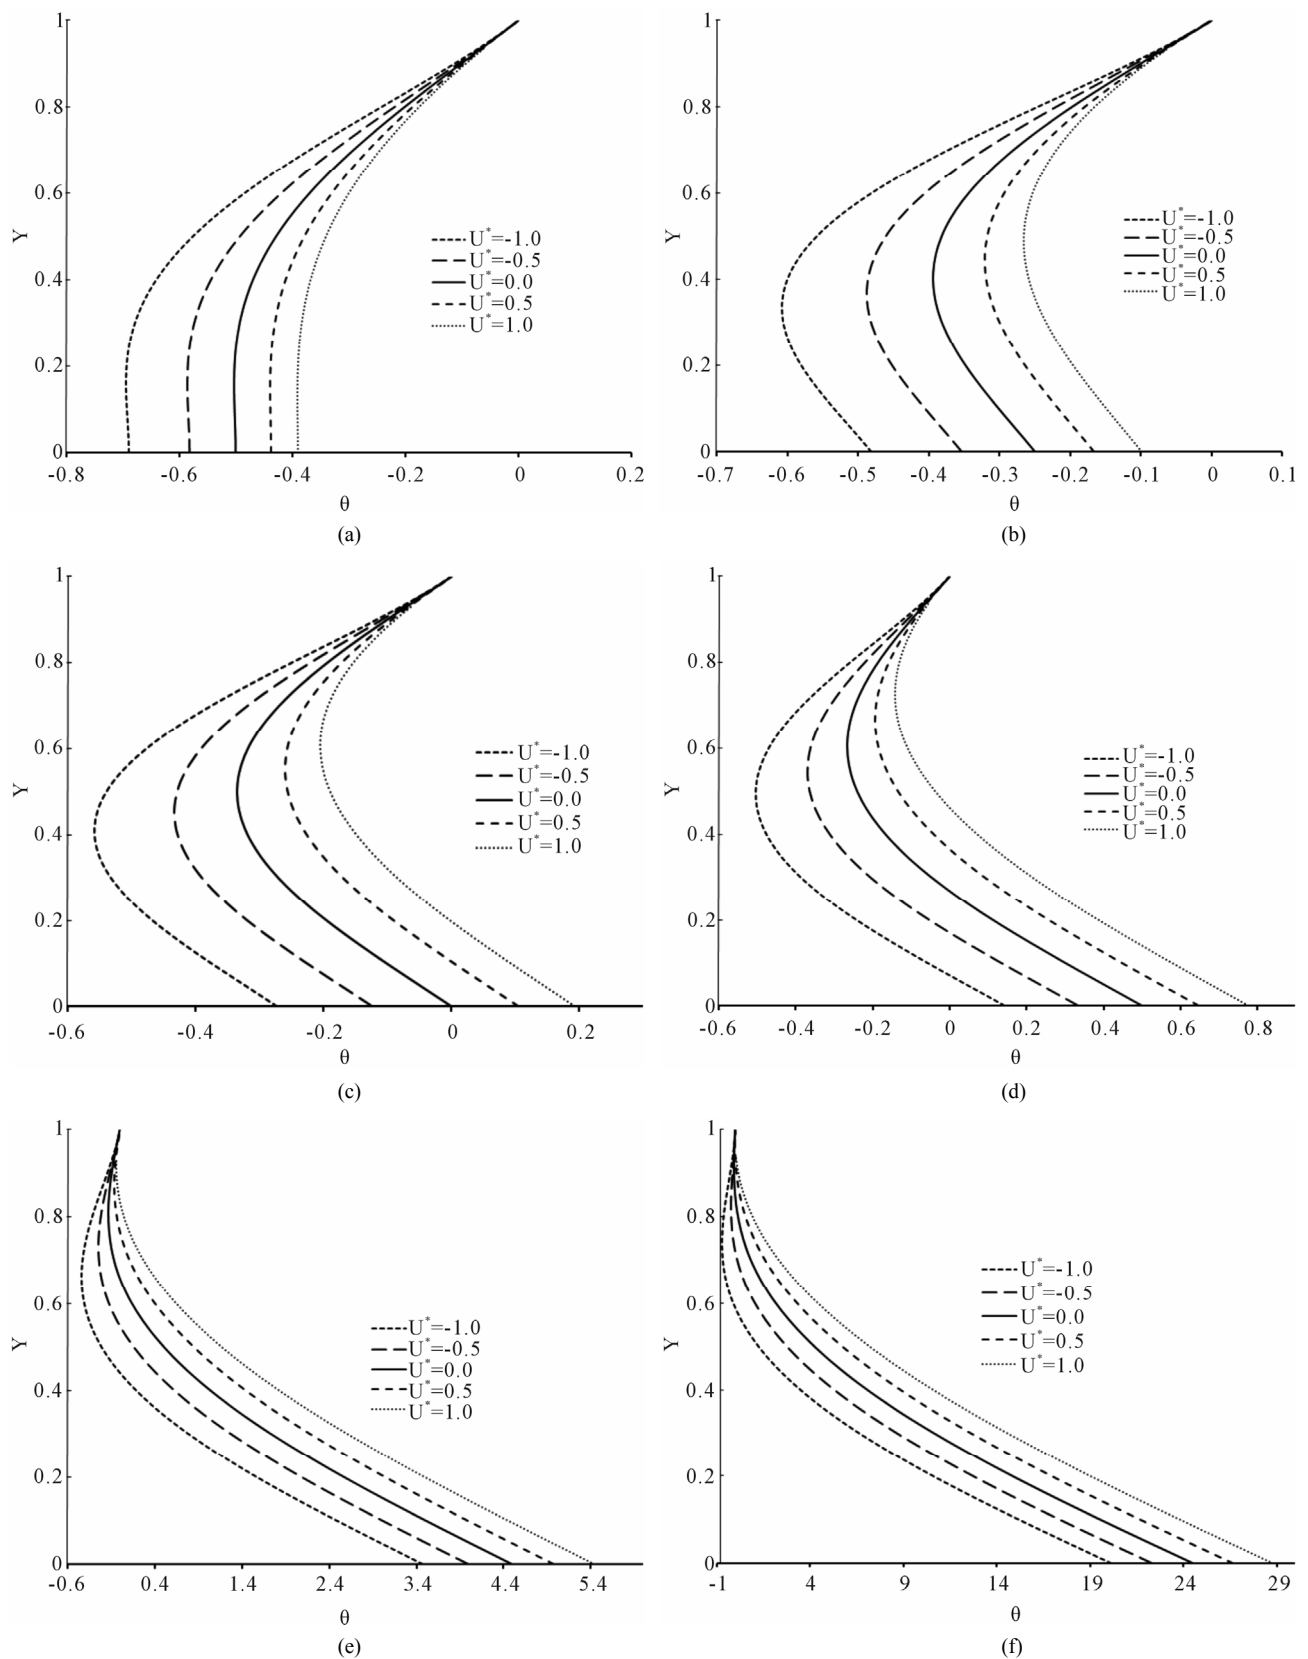 1
0.8
0.6
Y
0.4
0.2
0
-0.8 -0.6 -0.4 -0.2 0 0.2
θ
U*=-1.0
U*=-0.5
U*=0.0
U*=0.5
U*=1.0
(a)
1
0.8
0.6
Y
0.4
0.2
0
-0.7 -0.6 -0.5 -0.4 -0.3 -0.2 -0.1 0 0.1
θ
U*=-1.0
U*=-0.5
U*=0.0
U*=0.5
U*=1.0
(b)
1
0.8
0.6
Y
0.4
0.2
0
-0.6 -0.4 -0.2 0 0.2
θ
U*=-1.0
U*=-0.5
U*=0.0
U*=0.5
U*=1.0
(c)
1
0.8
0.6
Y
0.4
0.2
0
-0.6 -0.4 -0.2 0 0.2 0.4 0.6 0.8
θ
U*=-1.0
U*=-0.5
U*=0.0
U*=0.5
U*=1.0
(d)
1
0.8
0.6
Y
0.4
0.2
0
-0.6 0.4 1.4 2.4 3.4 4.4 5.4
θ
U*=-1.0
U*=-0.5
U*=0.0
U*=0.5
U*=1.0
(e)
1
0.8
0.6
Y
0.4
0.2
0
-1 4 9 14 19 24 29
θ
U*=-1.0
U*=-0.5
U*=0.0
U*=0.5
U*=1.0
(f)